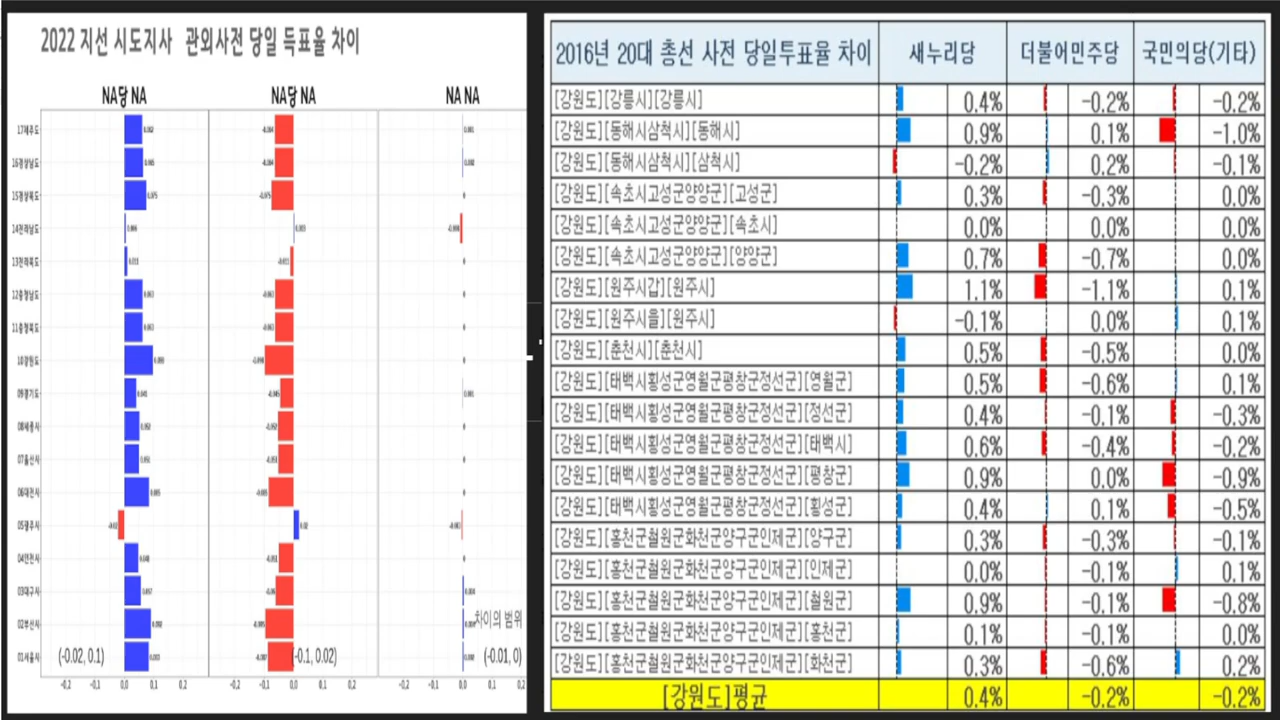 2022 지선 시도지사 관외사전 당일 득표율 차이
NA당 NA NA당 NA NA NA
17제주도
16경상남도
15경상북도
14전라남도
13전라북도
12충청남도
11충청북도
10강원도
09경기도
08세종시
07울산시
06대전시
05광주시
04인천시
03대구시
02부산시
차이의 범위
01서울시 (-0.02, 0.1) (-0.1, 0.02) (-0.01, 0)
-0.2 -0.1 0.0 0.1 0.2 -0.2 -0.1 0.0 0.1 0.2 -0.2 -0.1 0.0 0.1 0.2
2016년 20대 총선 사전 당일투표율 차이 새누리당 더불어민주당 국민의당(기타)
[강원도][강릉시][강릉시] 0.4% -0.2% -0.2%
[강원도][동해시삼척시][동해시] 0.9% 0.1% -1.0%
[강원도][동해시삼척시][삼척시] -0.2% 0.2% -0.1%
[강원도][속초시고성군양양군][고성군] 0.3% -0.3% 0.0%
[강원도][속초시고성군양양군][속초시] 0.0% 0.0% 0.0%
[강원도][속초시고성군양양군][양양군] 0.7% -0.7% 0.0%
[강원도][원주시갑][원주시] 1.1% -1.1% 0.1%
[강원도][원주시을][원주시] -0.1% 0.0% 0.1%
[강원도][춘천시][춘천시] 0.5% -0.5% 0.0%
[강원도][태백시횡성군영월군평창군정선군][영월군] 0.5% -0.6% 0.1%
[강원도][태백시횡성군영월군평창군정선군][정선군] 0.4% -0.1% -0.3%
[강원도][태백시횡성군영월군평창군정선군][태백시] 0.6% -0.4% -0.2%
[강원도][태백시횡성군영월군평창군정선군][평창군] 0.9% 0.0% -0.9%
[강원도][태백시횡성군영월군평창군정선군][횡성군] 0.4% 0.1% -0.5%
[강원도][홍천군철원군화천군양구군인제군][양구군] 0.3% -0.3% -0.1%
[강원도][홍천군철원군화천군양구군인제군][인제군] 0.0% -0.1% 0.1%
[강원도][홍천군철원군화천군양구군인제군][철원군] 0.9% -0.1% -0.8%
[강원도][홍천군철원군화천군양구군인제군][홍천군] 0.1% -0.1% 0.0%
[강원도][홍천군철원군화천군양구군인제군][화천군] 0.3% -0.6% 0.2%
[강원도]평균 0.4% -0.2% -0.2%